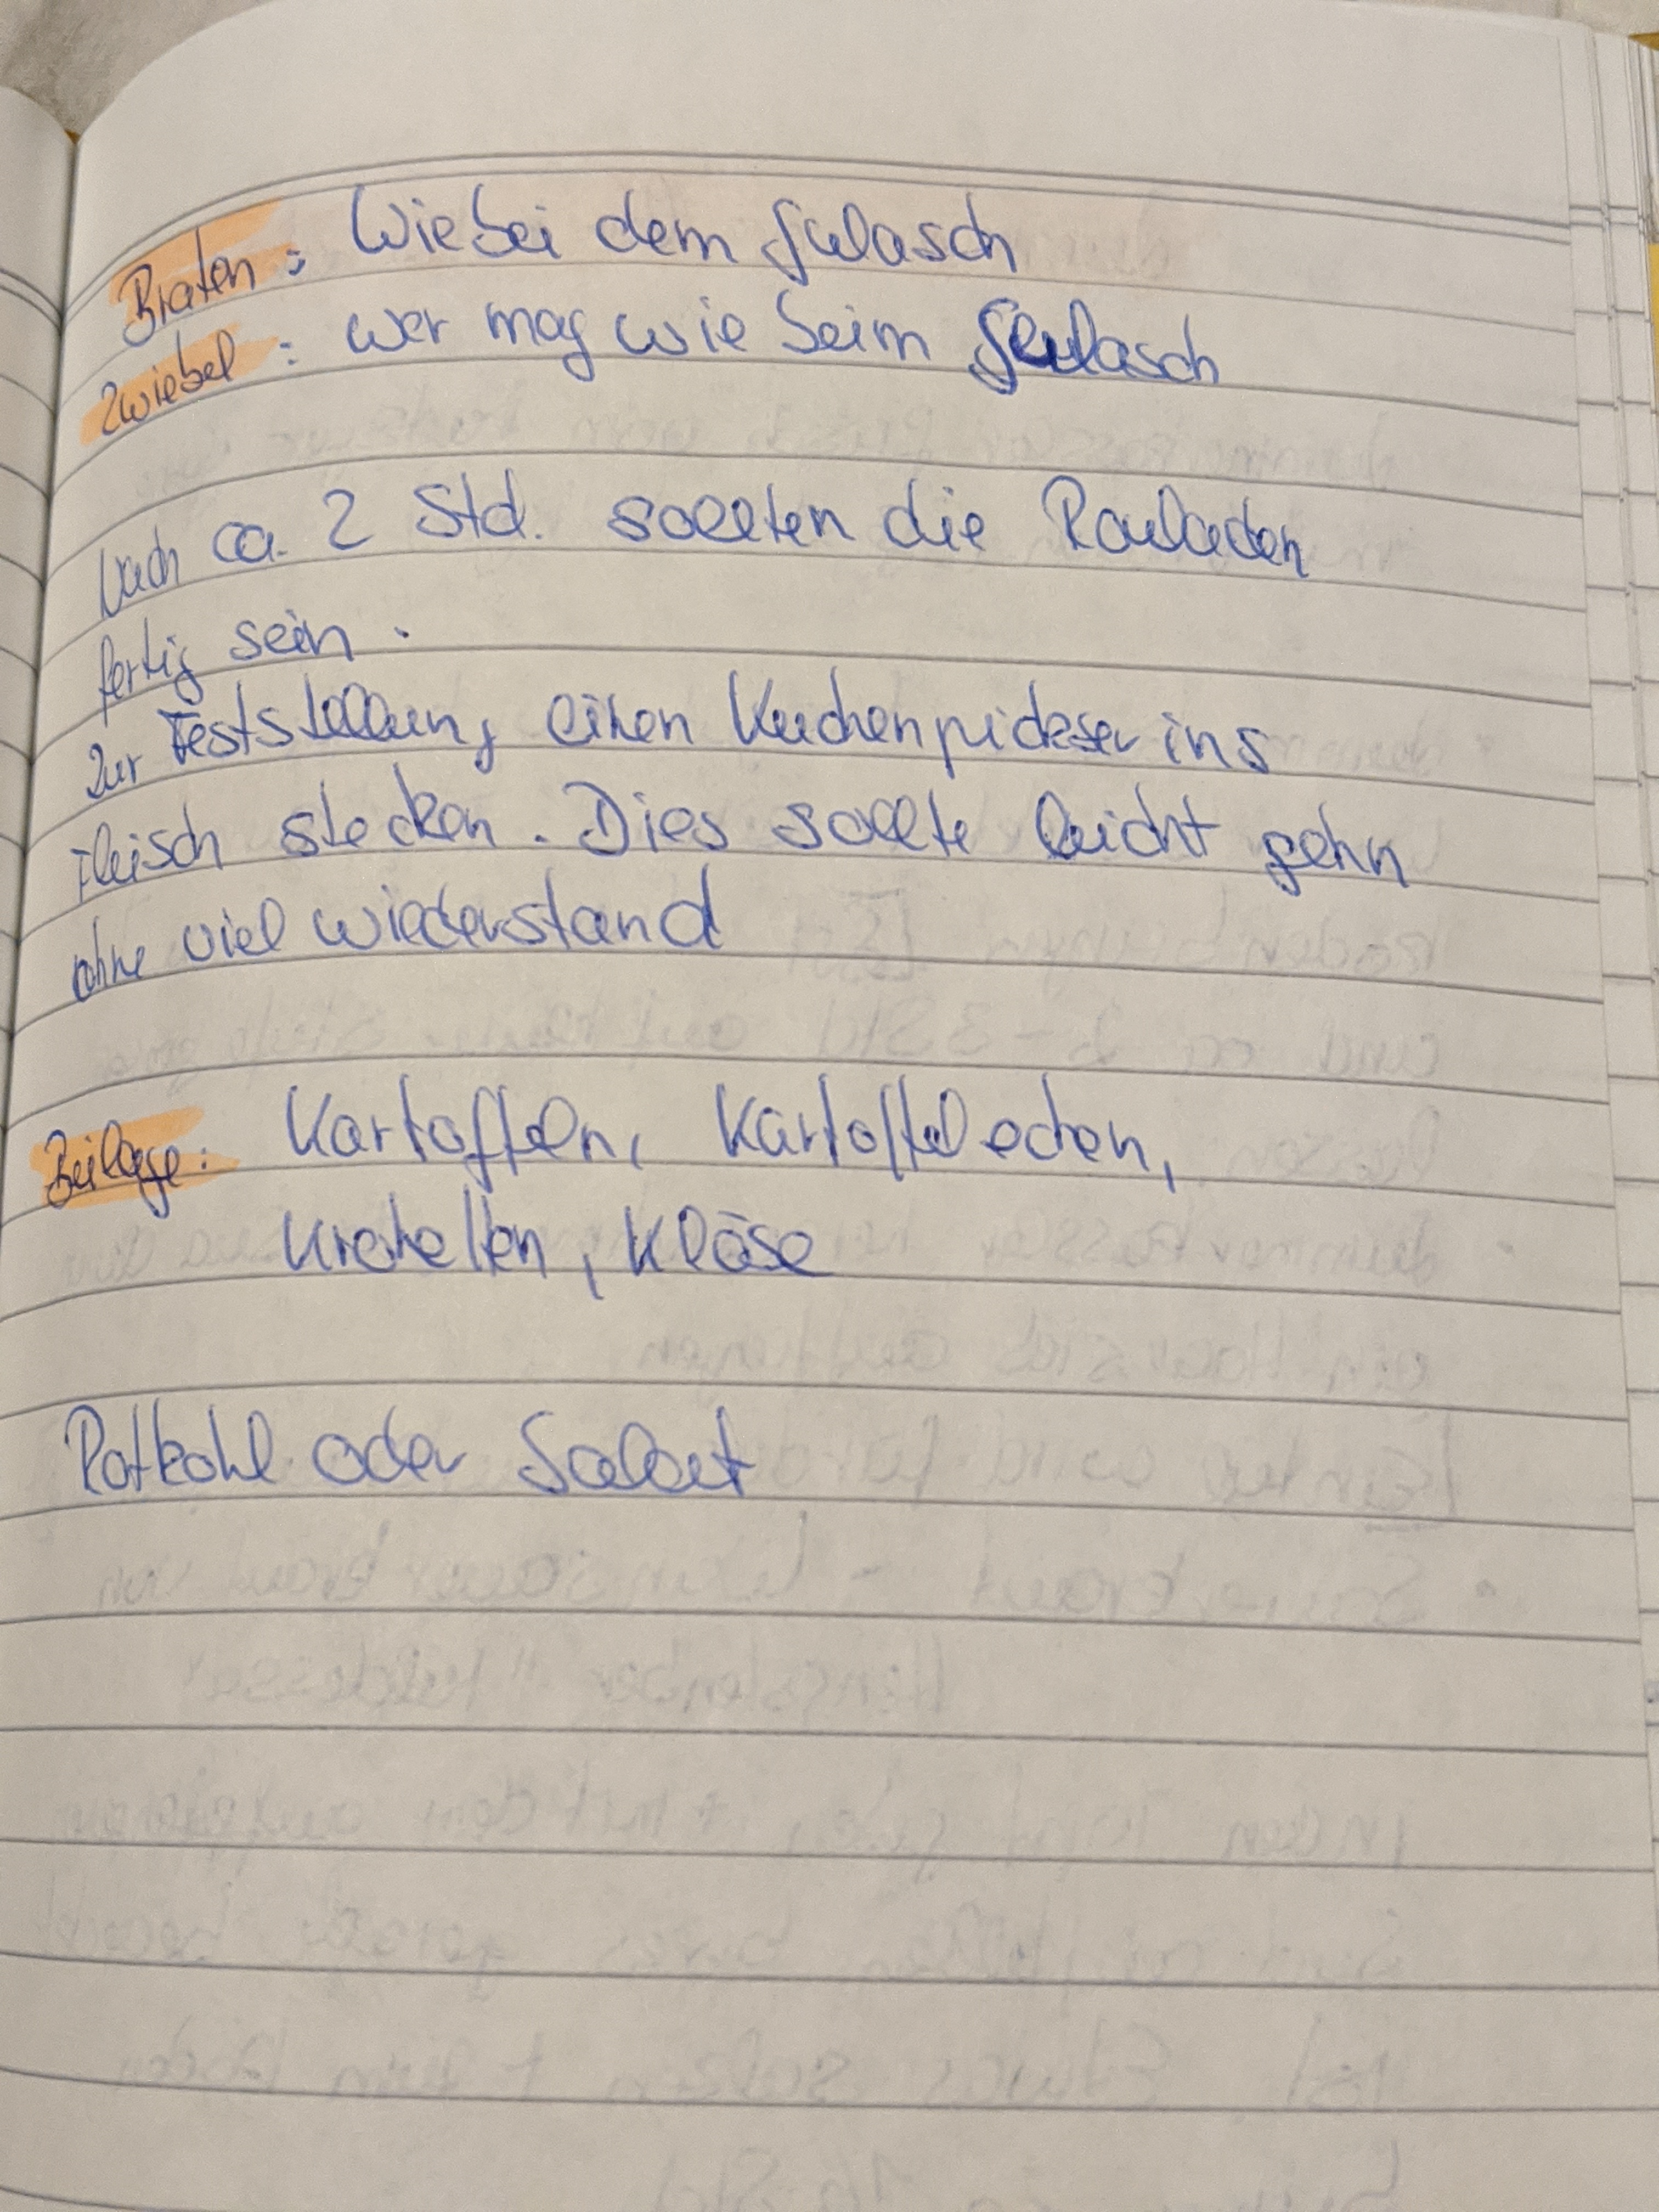 Braten: Wie bei dem Gulasch
Zwiebel: wer mag wie beim Gulasch
Nach ca. 2 Std. sollten die Rouladen
fertig sein.
Zur Feststellung einen Kuchenpickser ins
Fleisch stecken. Dies sollte leicht gehn
ohne viel wiederstand
Beilage: Kartoffeln, Kartoffelecken,
Kroketten, Klöse
Rotkohl oder Salat